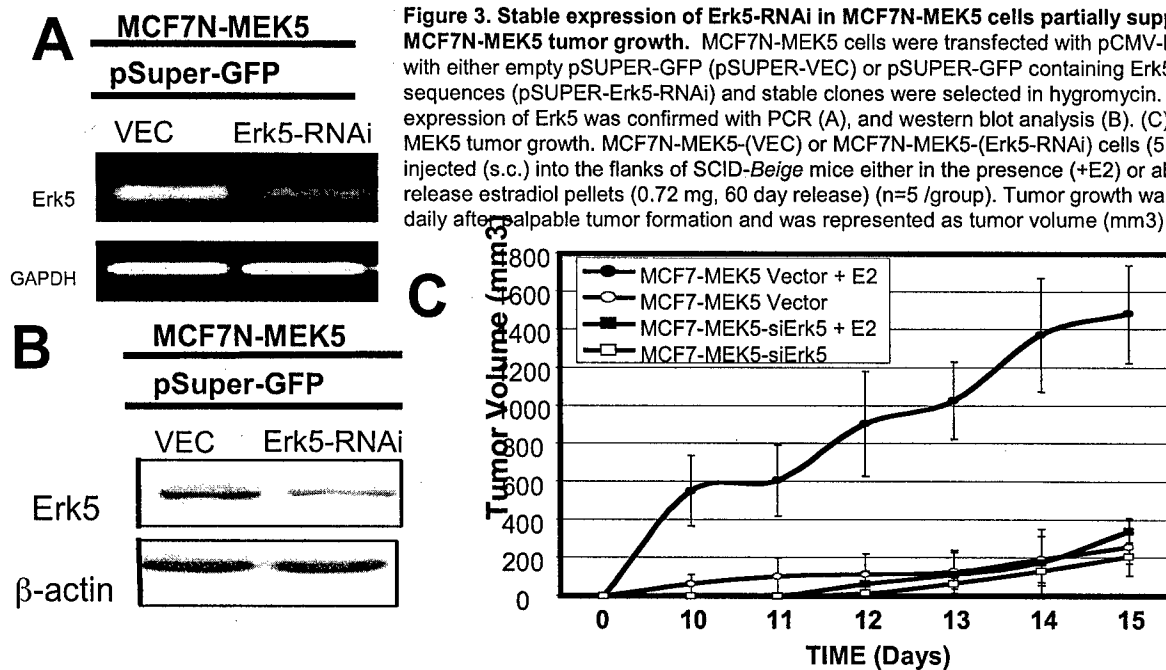 A
MCF7N-MEK5
pSuper-GFP
VEC Erk5-RNAi
Erk5
GAPDH
B
MCF7N-MEK5
pSuper-GFP
VEC Erk5-RNAi
Erk5
β-actin
Figure 3. Stable expression of Erk5-RNAi in MCF7N-MEK5 cells partially supp
MCF7N-MEK5 tumor growth. MCF7N-MEK5 cells were transfected with pCMV-
with either empty pSUPER-GFP (pSUPER-VEC) or pSUPER-GFP containing Erk5
sequences (pSUPER-Erk5-RNAi) and stable clones were selected in hygromycin.
expression of Erk5 was confirmed with PCR (A), and western blot analysis (B). (C)
MEK5 tumor growth. MCF7N-MEK5-(VEC) or MCF7N-MEK5-(Erk5-RNAi) cells (5
injected (s.c.) into the flanks of SCID-Beige mice either in the presence (+E2) or ab
release estradiol pellets (0.72 mg, 60 day release) (n=5 /group). Tumor growth wa
daily after palpable tumor formation and was represented as tumor volume (mm3)
C
Tumor Volume (mm3)
MCF7-MEK5 Vector + E2
MCF7-MEK5 Vector
MCF7-MEK5-siErk5 + E2
MCF7-MEK5-siErk5
1800
1600
1400
1200
1000
800
600
400
200
0
0 10 11 12 13 14 15
TIME (Days)